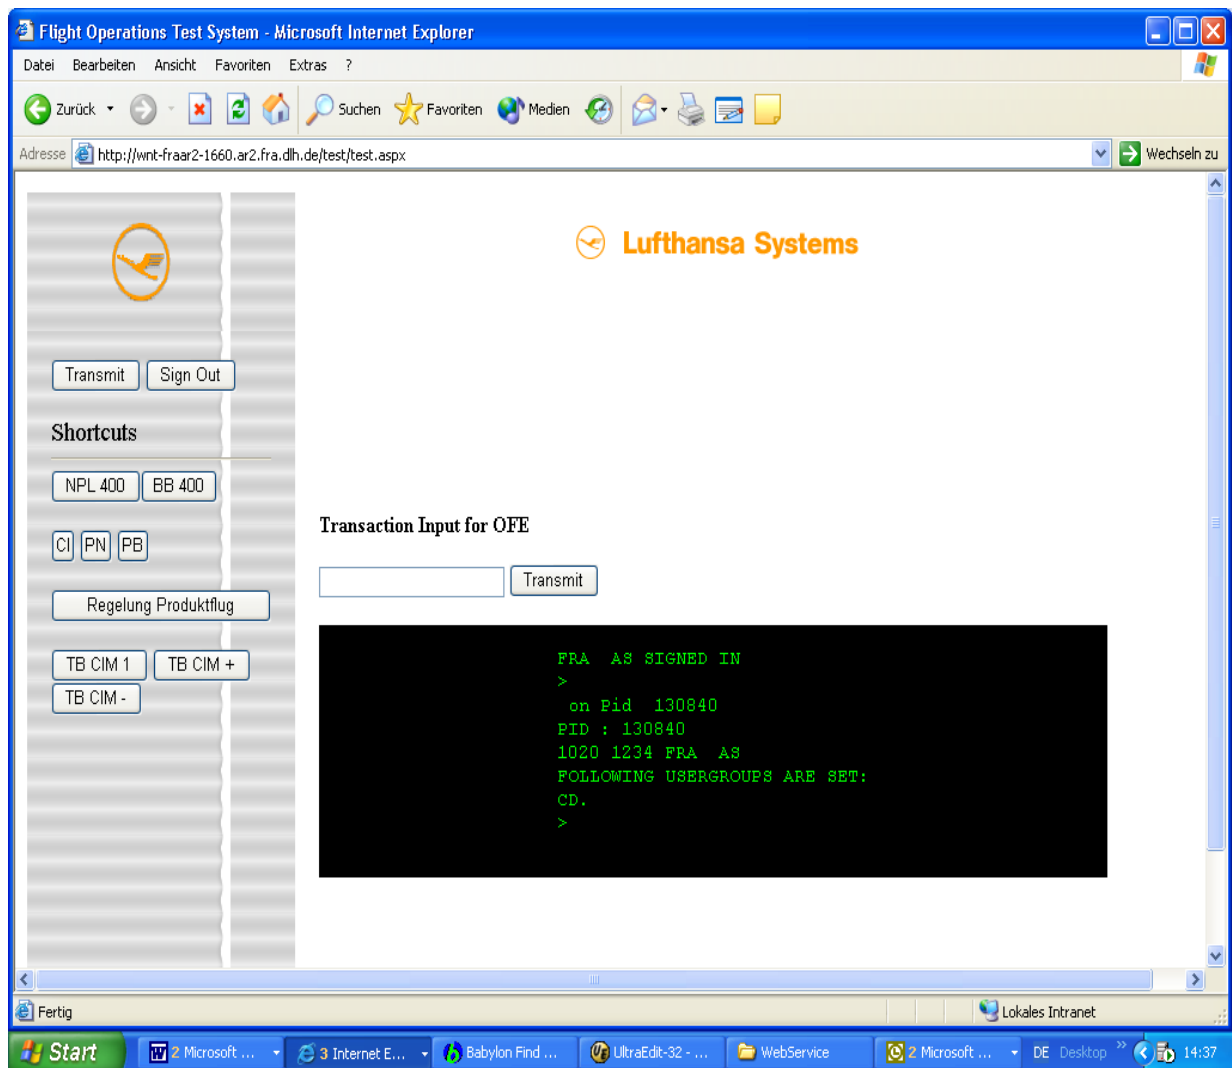 Flight Operations Test System - Microsoft Internet Explorer
Datei Bearbeiten Ansicht Favoriten Extras ?
Zurück Suchen Favoriten Medien
Adresse http://wnt-fraar2-1660.ar2.fra.dlh.de/test/test.aspx Wechseln zu
Lufthansa Systems
Transmit Sign Out
Shortcuts
NPL 400 BB 400
CI PN PB
Regelung Produktflug
TB CIM 1 TB CIM +
TB CIM -
Transaction Input for OFE
Transmit
FRA AS SIGNED IN
>
on Pid 130840
PID : 130840
1020 1234 FRA AS
FOLLOWING USERGROUPS ARE SET:
CD.
>
Fertig Lokales Intranet
Start 2 Microsoft ... 3 Internet E... Babylon Find ... UltraEdit-32 - ... WebService 2 Microsoft ... DE Desktop » 14:37